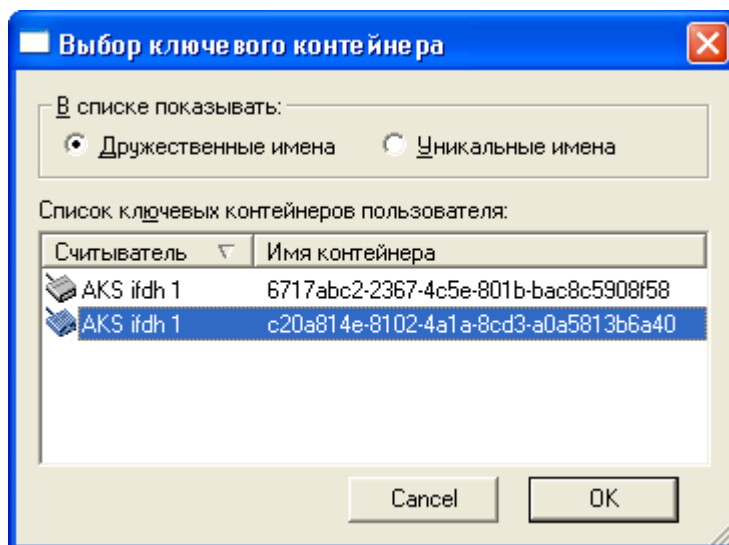 Выбор ключевого контейнера
В списке показывать:
Дружественные имена Уникальные имена
Список ключевых контейнеров пользователя:
Считыватель Имя контейнера
AKS ifdh 1 6717abc2-2367-4c5e-801b-bac8c5908f58
AKS ifdh 1 c20a814e-8102-4a1a-8cd3-a0a5813b6a40
Cancel OK